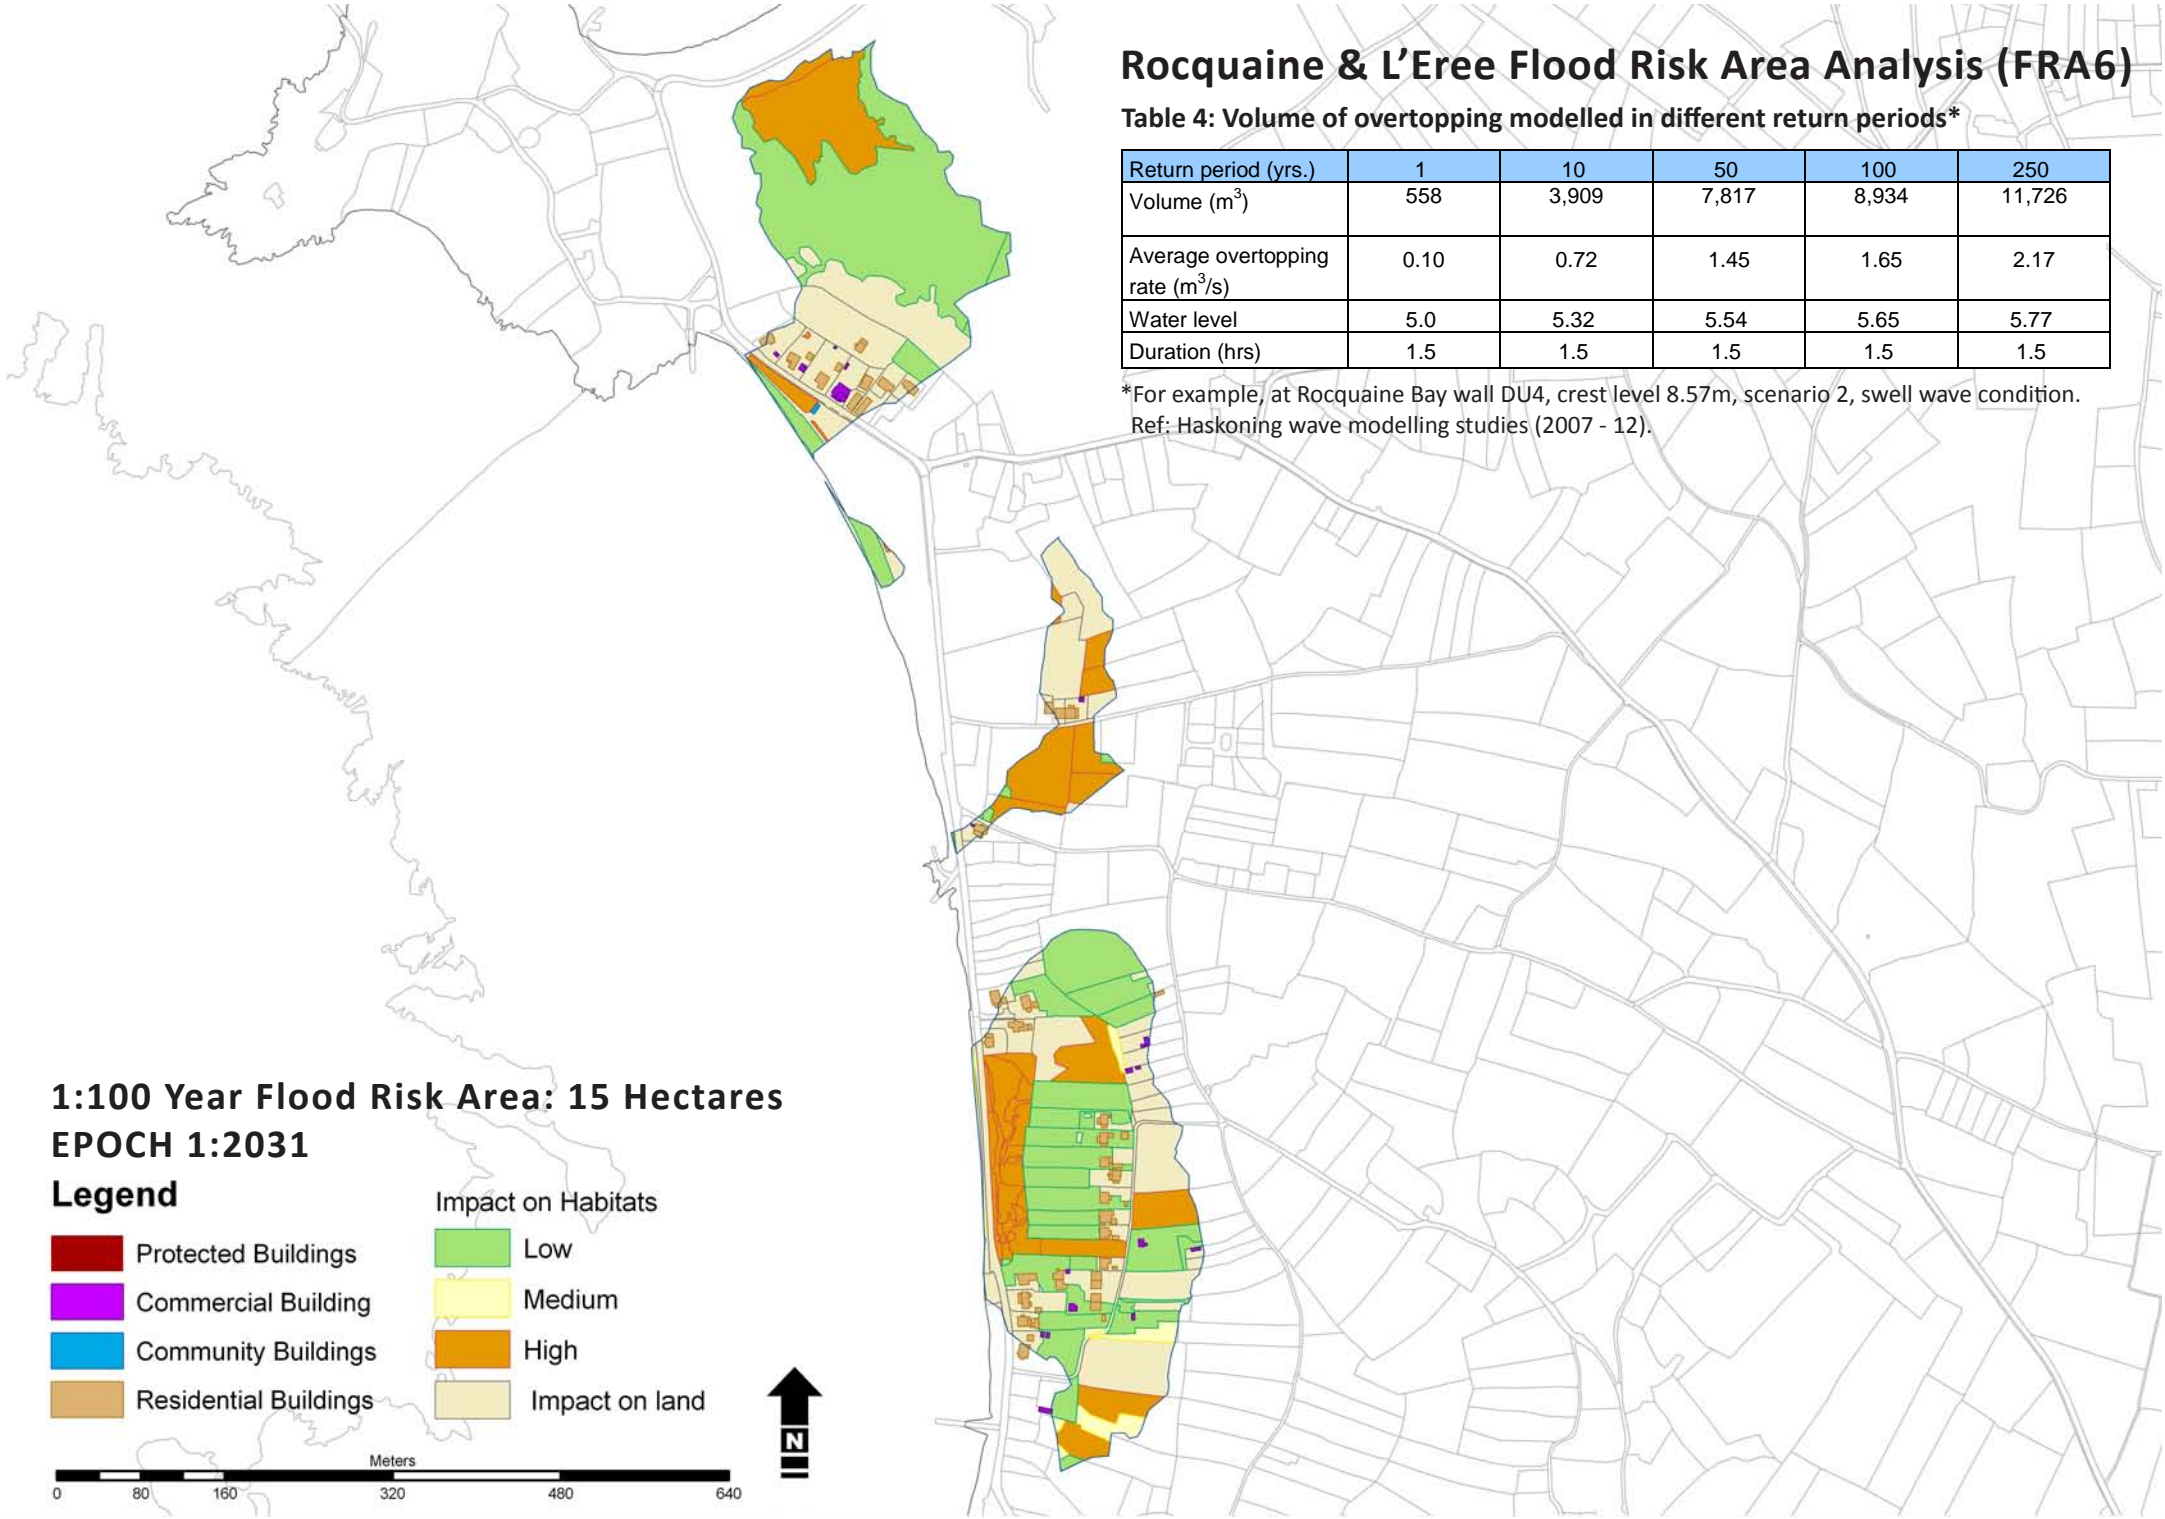 Rocquaine & L’Eree Flood Risk Area Analysis (FRA6)
Table 4: Volume of overtopping modelled in different return periods*
Return period (yrs.) 1 10 50 100 250
Volume (m³) 558 3,909 7,817 8,934 11,726
Average overtopping
rate (m³/s) 0.10 0.72 1.45 1.65 2.17
Water level 5.0 5.32 5.54 5.65 5.77
Duration (hrs) 1.5 1.5 1.5 1.5 1.5
*For example, at Rocquaine Bay wall DU4, crest level 8.57m, scenario 2, swell wave condition.
Ref: Haskoning wave modelling studies (2007 - 12).
1:100 Year Flood Risk Area: 15 Hectares
EPOCH 1:2031
Legend
Protected Buildings
Commercial Building
Community Buildings
Residential Buildings
Impact on Habitats
Low
Medium
High
Impact on land
N
Meters
0 80 160 320 480 640